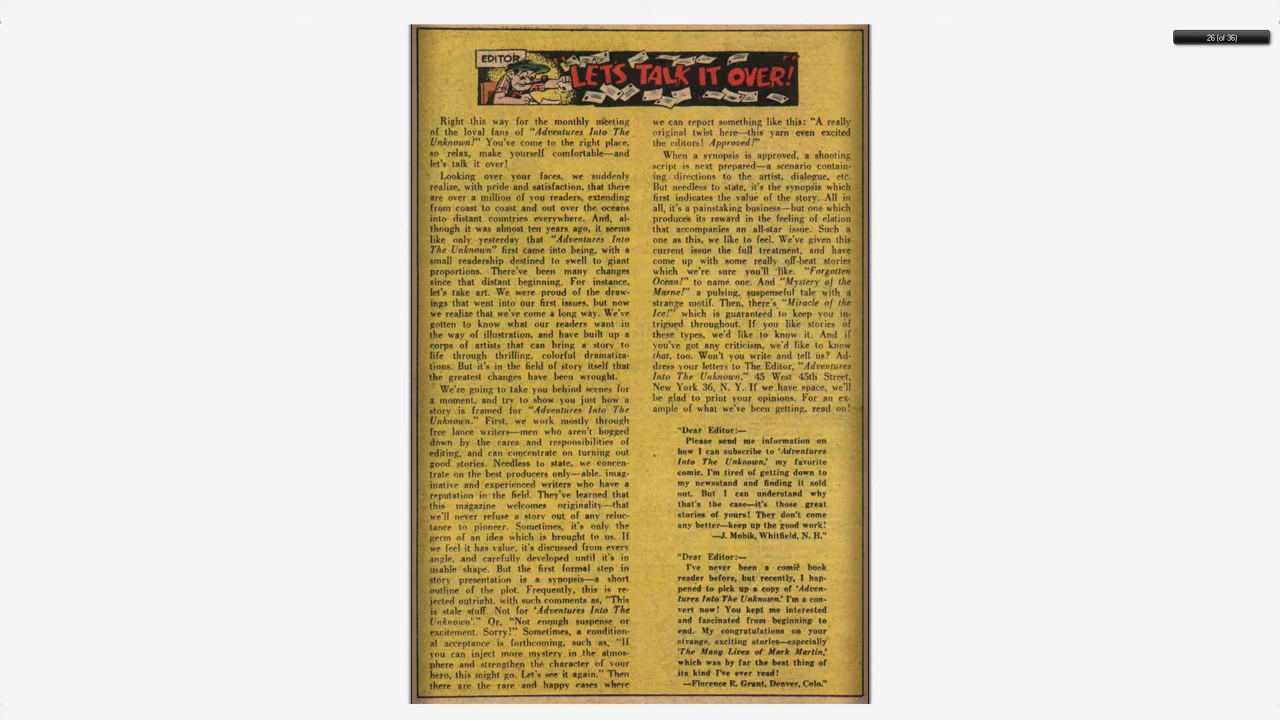 26 (of 36)
EDITOR
"LET'S TALK IT OVER!"
Right this way for the monthly meeting
of the loyal fans of "Adventures Into The
Unknown!" You've come to the right place,
so relax, make yourself comfortable—and
let's talk it over!
Looking over your faces, we suddenly
realize, with pride and satisfaction, that there
are over a million of you readers, extending
from coast to coast and out over the oceans
into distant countries everywhere. And, al-
though it was almost ten years ago, it seems
like only yesterday that "Adventures Into
The Unknown" first came into being, with a
small readership destined to swell to giant
proportions. There've been many changes
since that distant beginning. For instance,
let's take art. We were proud of the draw-
ings that went into our first issues, but now
we realize that we've come a long way. We've
gotten to know what our readers want in
the way of illustration, and have built up a
corps of artists that can bring a story to
life through thrilling, colorful dramatiza-
tions. But it's in the field of story itself that
the greatest changes have been wrought.
We're going to take you behind scenes for
a moment, and try to show you just how a
story is framed for "Adventures Into The
Unknown." First, we work mostly through
free lance writers—men who aren't bogged
down by the cares and responsibilities of
editing, and can concentrate on turning out
good stories. Needless to state, we concen-
trate on the best producers only—able, imag-
inative and experienced writers who have a
reputation in the field. They've learned that
this magazine welcomes originality—that
we'll never refuse a story out of any reluc-
tance to pioneer. Sometimes, it's only the
germ of an idea which is brought to us. If
we feel it has value, it's discussed from every
angle, and carefully developed until it's in
usable shape. But the first formal step in
story presentation is a synopsis—a short
outline of the plot. Frequently, this is re-
jected outright, with such comments as, "This
is stale stuff. Not for 'Adventures Into The
Unknown'." Or, "Not enough suspense or
excitement. Sorry!" Sometimes, a condition-
al acceptance is forthcoming, such as, "If
you can inject more mystery in the atmos-
phere and strengthen the character of your
hero, this might go. Let's see it again." Then
there are the rare and happy cases where
we can report something like this: "A really
original twist here—this yarn even excited
the editors! Approved!"
When a synopsis is approved, a shooting
script is next prepared—a scenario contain-
ing directions to the artist, dialogue, etc.
But needless to state, it's the synopsis which
first indicates the value of the story. All in
all, it's a painstaking business—but one which
produces its reward in the feeling of elation
that accompanies an all-star issue. Such a
one as this, we like to feel. We've given this
current issue the full treatment, and have
come up with some really off-beat stories
which we're sure you'll like. "Forgotten
Ocean!" to name one. And "Mystery of the
Marne!" a pulsing, suspenseful tale with a
strange motif. Then, there's "Miracle of the
Ice!" which is guaranteed to keep you in-
trigued throughout. If you like stories of
these types, we'd like to know it. And if
you've got any criticism, we'd like to know
that, too. Won't you write and tell us? Ad-
dress your letters to The Editor, "Adventures
Into The Unknown," 45 West 45th Street,
New York 36, N. Y. If we have space, we'll
be glad to print your opinions. For an ex-
ample of what we've been getting, read on!
"Dear Editor:—
Please send me information on
how I can subscribe to 'Adventures
Into The Unknown,' my favorite
comic. I'm tired of getting down to
my newsstand and finding it sold
out. But I can understand why
that's the case—it's those great
stories of yours! They don't come
any better—keep up the good work!
—J. Mobik, Whitfield, N. H."
"Dear Editor:—
I've never been a comic book
reader before, but recently, I hap-
pened to pick up a copy of 'Adven-
tures Into The Unknown.' I'm a con-
vert now! You kept me interested
and fascinated from beginning to
end. My congratulations on your
strange, exciting stories—especially
'The Many Lives of Mark Martin,'
which was by far the best thing of
its kind I've ever read!
—Florence R. Grant, Denver, Colo."